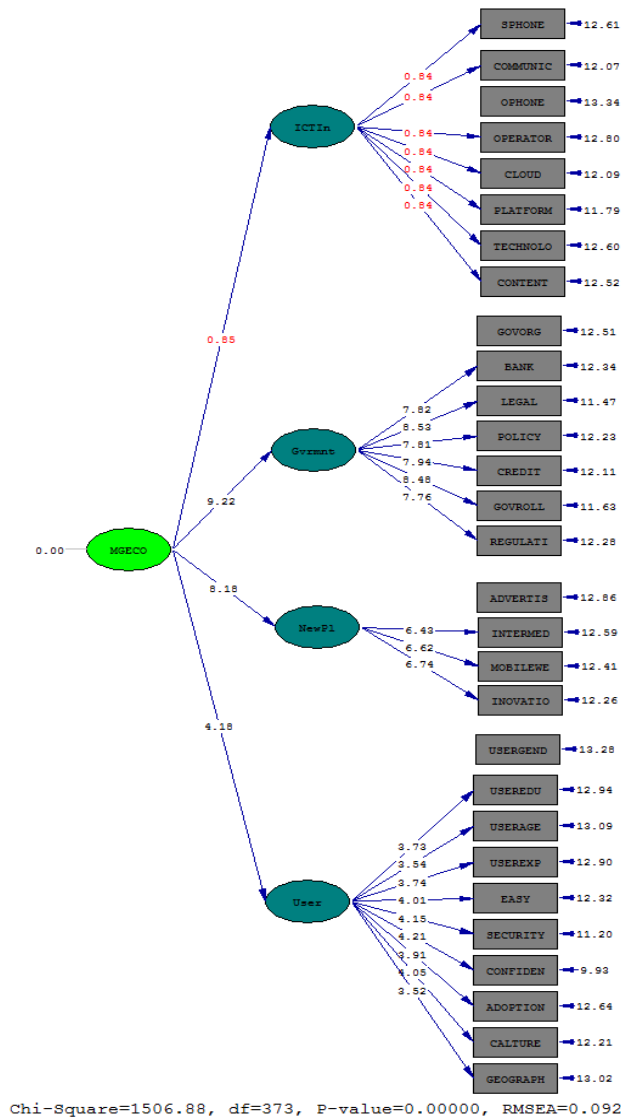 SPHONE 12.61
COMMUNIC 12.07
0.84
0.84
OPHONE 13.34
ICTIn
0.84
OPERATOR 12.80
0.84
CLOUD 12.09
0.84
PLATFORM 11.79
0.84
TECHNOLO 12.60
0.84
CONTENT 12.52
0.85
GOVORG 12.51
BANK 12.34
7.82
LEGAL 11.47
8.53
POLICY 12.23
Gvrmnt
7.81
7.94
CREDIT 12.11
8.48
GOVROLL 11.63
7.76
REGULATI 12.28
9.22
0.00 MGECO
8.18
ADVERTIS 12.86
NewPl
6.43
INTERMED 12.59
6.62
MOBILEWE 12.41
6.74
INOVATIO 12.26
4.18
USERGEND 13.28
USEREDU 12.94
3.73
USERAGE 13.09
3.54
USEREXP 12.90
3.74
User
4.01
EASY 12.32
4.15
SECURITY 11.20
4.21
CONFIDEN 9.93
3.91
4.05
ADOPTION 12.64
3.52
CALTURE 12.21
GEOGRAPH 13.02
Chi-Square=1506.88, df=373, P-value=0.00000, RMSEA=0.092